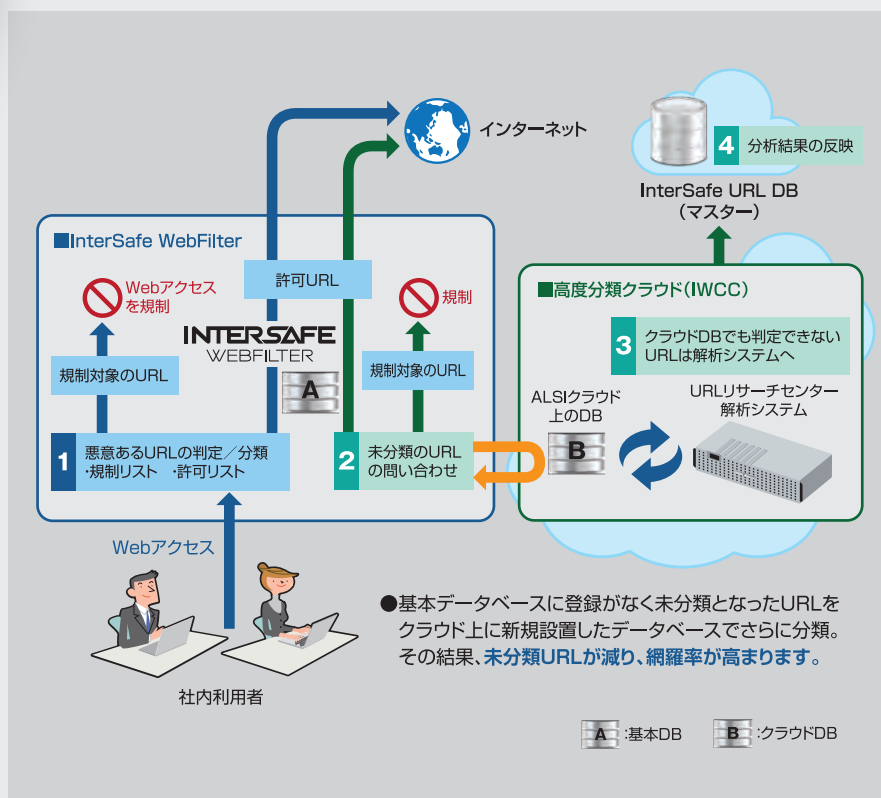 インターネット
4 分析結果の反映
InterSafe URL DB
（マスター）
■InterSafe WebFilter
Webアクセス
を規制
許可URL
規制
INTERSAFE
WEBFILTER
規制対象のURL
A
規制対象のURL
1 悪意あるURLの判定／分類
・規制リスト ・許可リスト
2 未分類のURL
の問い合わせ
■高度分類クラウド（IWCC）
3 クラウドDBでも判定できない
URLは解析システムへ
ALSIクラウド
上のDB
B
URLリサーチセンター
解析システム
Webアクセス
社内利用者
●基本データベースに登録がなく未分類となったURLを
クラウド上に新規設置したデータベースでさらに分類。
その結果、未分類URLが減り、網羅率が高まります。
A :基本DB
B :クラウドDB